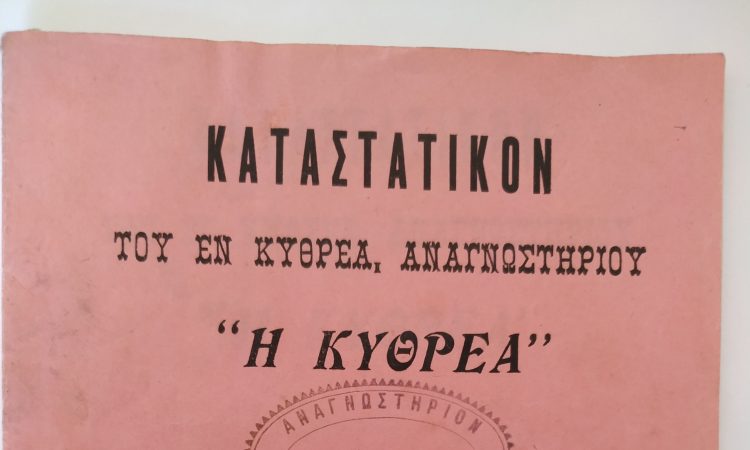 ΚΑΤΑΣΤΑΤΙΚΟΝ
ΤΟΥ ΕΝ ΚΥΘΡΕΑ, ΑΝΑΓΝΩΣΤΗΡΙΟΥ
“Η ΚΥΘΡΕΑ”
ΑΝΑΓΝΩΣΤΗΡΙΟΝ